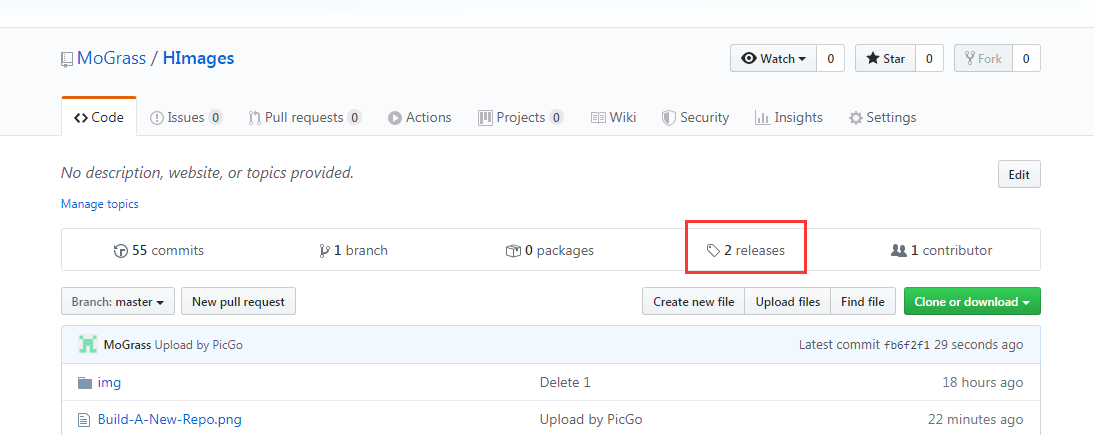 MoGrass / HImages
Watch 0 Star 0 Fork 0
Code Issues 0 Pull requests 0 Actions Projects 0 Wiki Security Insights Settings
No description, website, or topics provided. Edit
Manage topics
55 commits 1 branch 0 packages 2 releases 1 contributor
Branch: master New pull request Create new file Upload files Find file Clone or download
MoGrass Upload by PicGo Latest commit fb6f2f1 29 seconds ago
img Delete 1 18 hours ago
Build-A-New-Repo.png Upload by PicGo 22 minutes ago